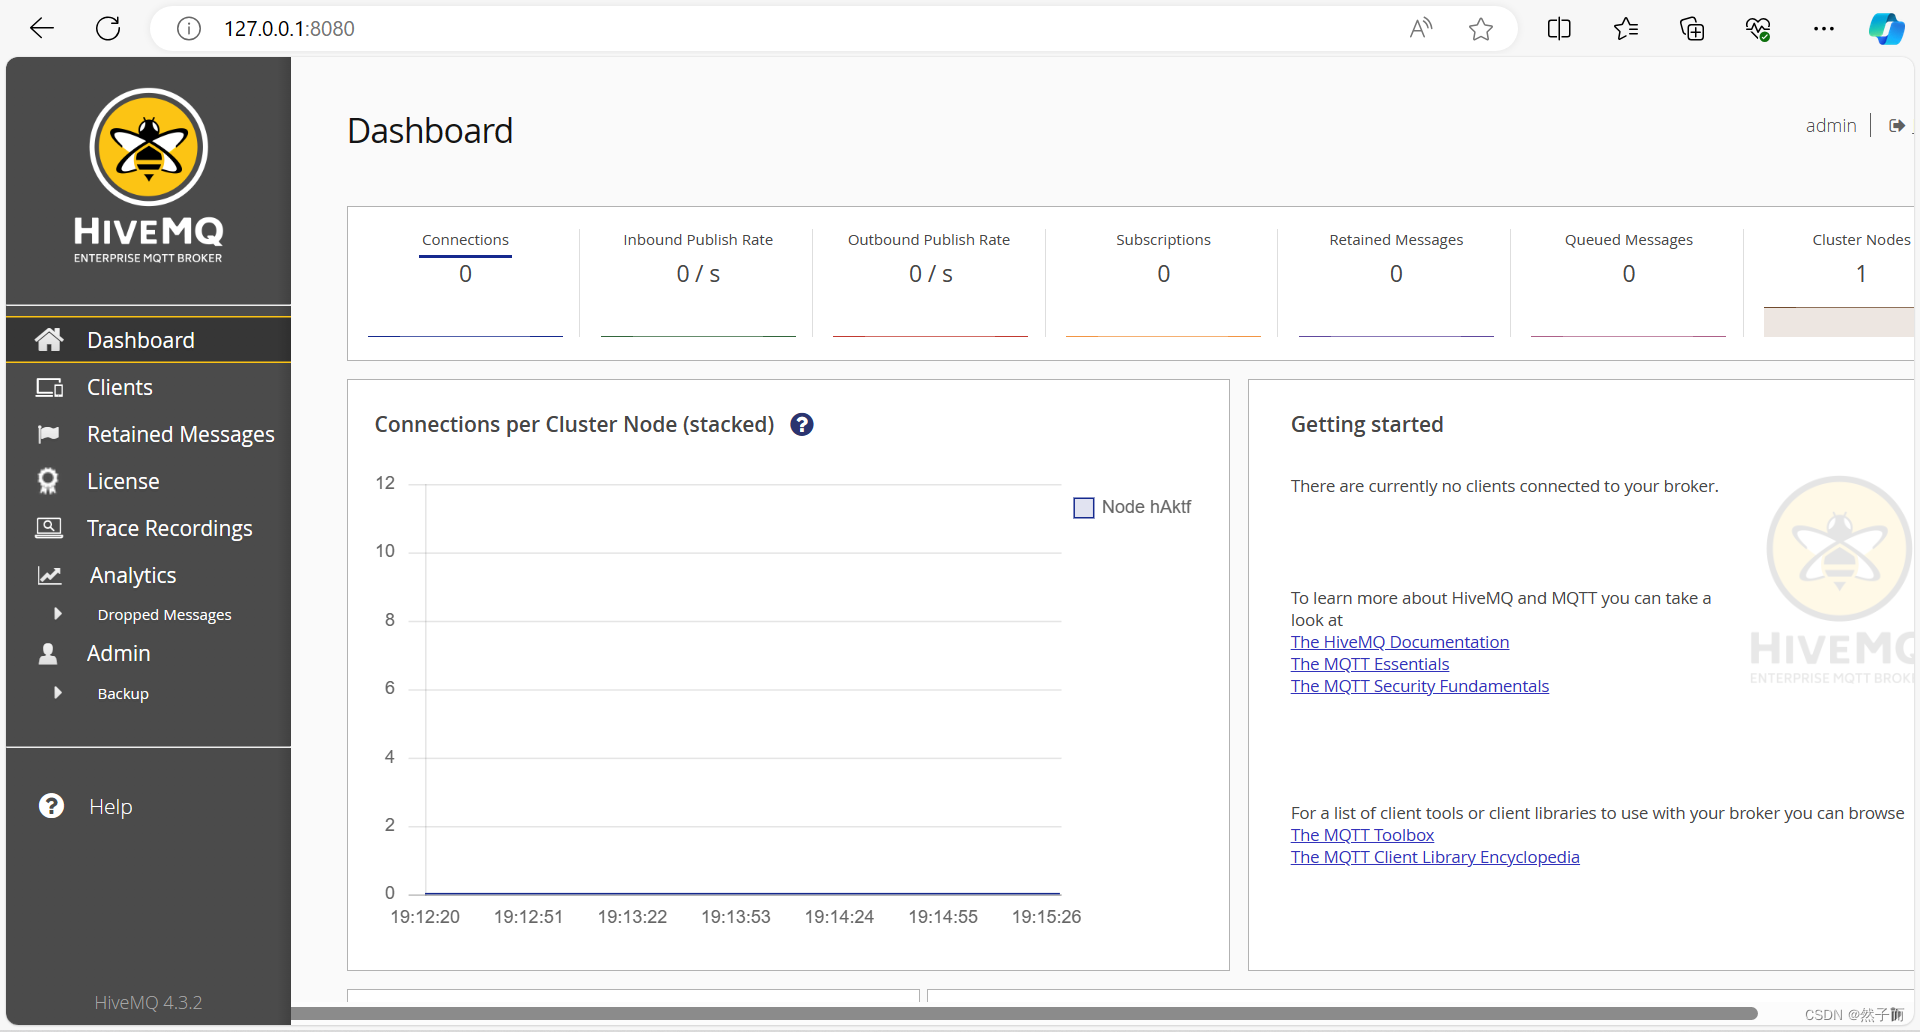 127.0.0.1:8080
HIVEMQ
ENTERPRISE MQTT BROKER
Dashboard
Clients
Retained Messages
License
Trace Recordings
Analytics
Dropped Messages
Admin
Backup
Help
HiveMQ 4.3.2
Dashboard
admin
Connections
0
Inbound Publish Rate
0 / s
Outbound Publish Rate
0 / s
Subscriptions
0
Retained Messages
0
Queued Messages
0
Cluster Nodes
1
Connections per Cluster Node (stacked) ?
12
10
8
6
4
2
0
19:12:20 19:12:51 19:13:22 19:13:53 19:14:24 19:14:55 19:15:26
Node hAktf
Getting started
There are currently no clients connected to your broker.
To learn more about HiveMQ and MQTT you can take a
look at
The HiveMQ Documentation
The MQTT Essentials
The MQTT Security Fundamentals
For a list of client tools or client libraries to use with your broker you can browse
The MQTT Toolbox
The MQTT Client Library Encyclopedia
HIVEMQ
ENTERPRISE MQTT BROK
CSDN @然子